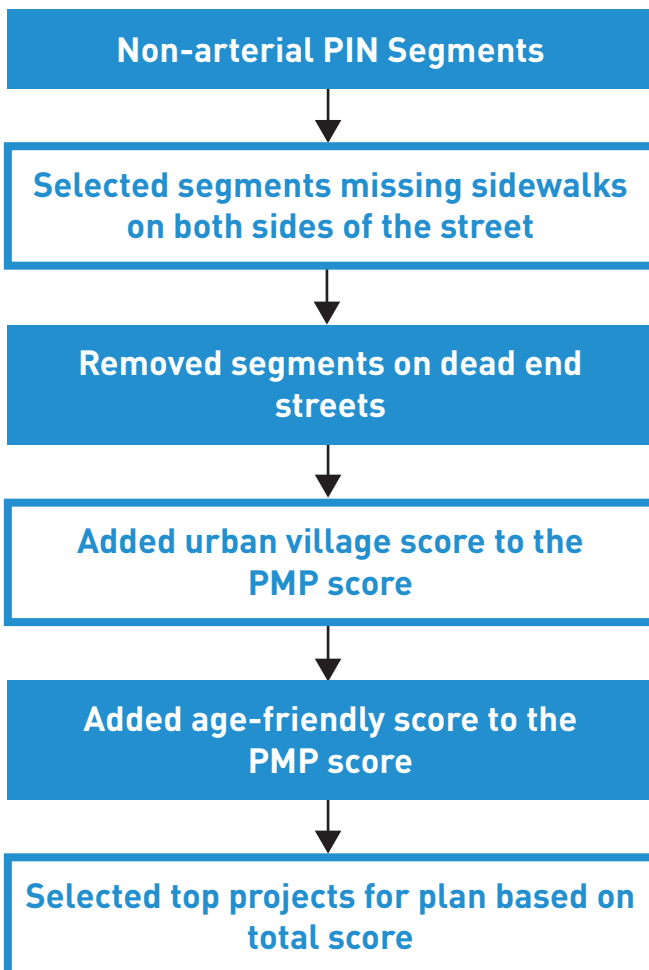 Non-arterial PIN Segments
Selected segments missing sidewalks
on both sides of the street
Removed segments on dead end
streets
Added urban village score to the
PMP score
Added age-friendly score to the
PMP score
Selected top projects for plan based on
total score